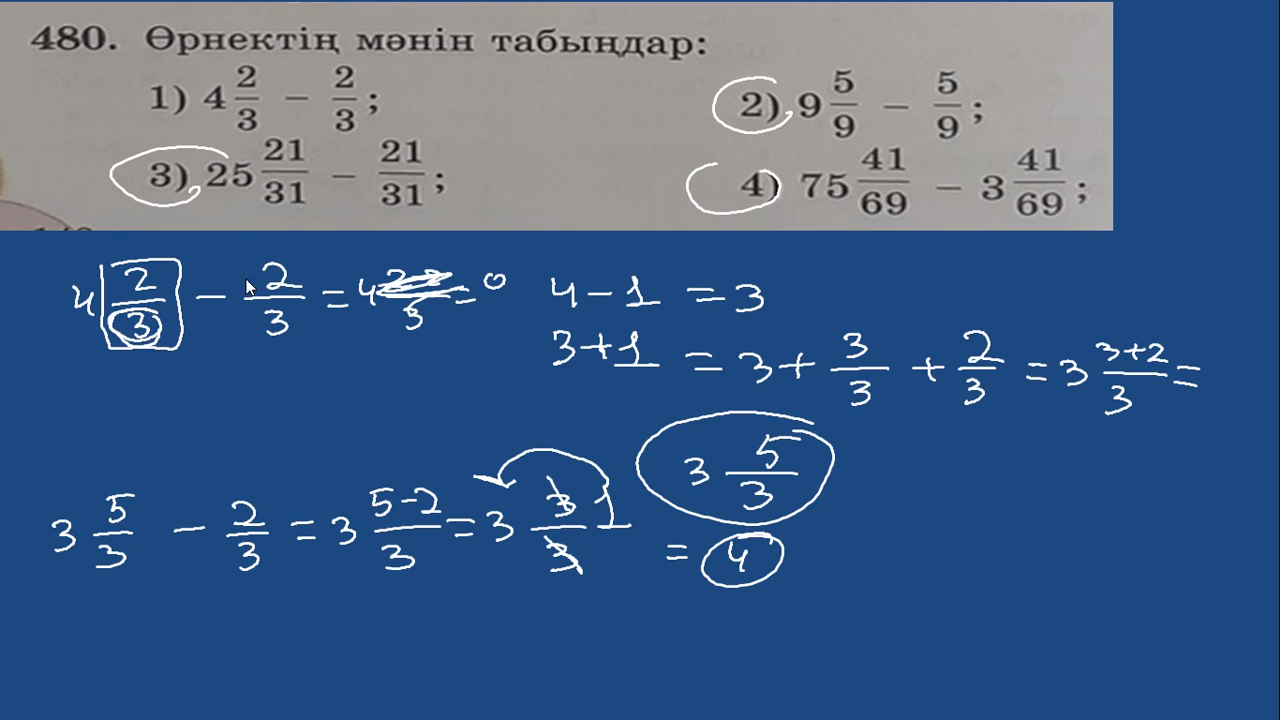 480. Өрнектің мәнін табыңдар:
1) 4 2/3 − 2/3; 2) 9 5/9 − 5/9;
3) 25 21/31 − 21/31; 4) 75 41/69 − 3 41/69;
4 2/3 − 2/3 = 4 /3 = 0 4 − 1 = 3
3+1 = 3 + 3/3 + 2/3 = 3 3+2/3 =
3 5/3
3 5/3 − 2/3 = 3 5-2/3 = 3 3/3 1 = 4